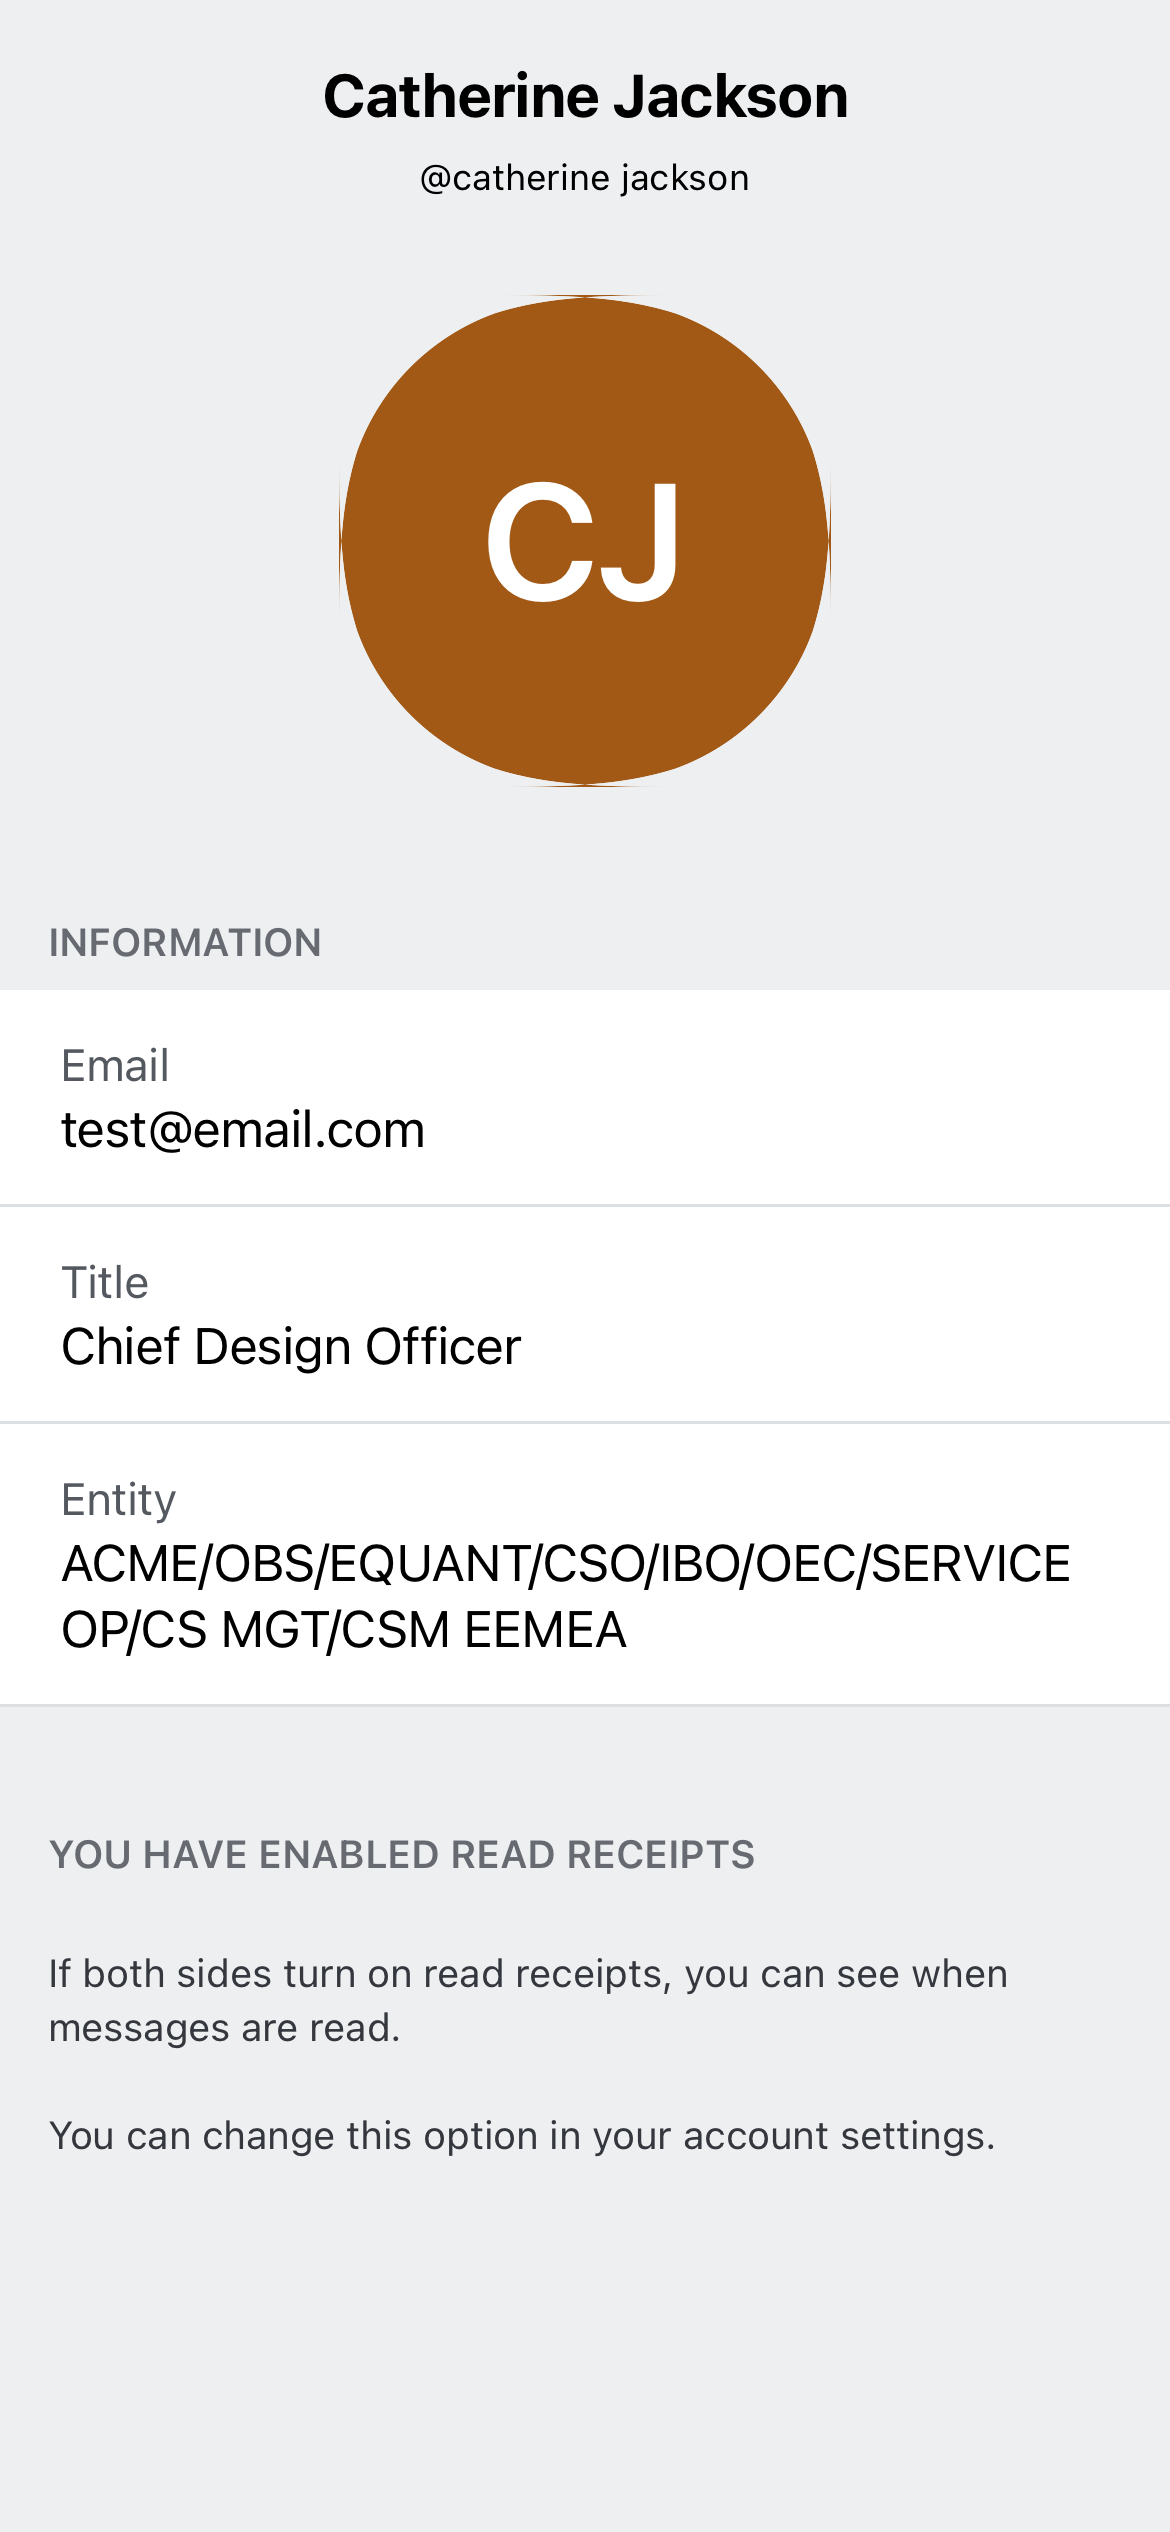 Catherine Jackson
@catherine jackson
CJ
INFORMATION
Email
test@email.com
Title
Chief Design Officer
Entity
ACME/OBS/EQUANT/CSO/IBO/OEC/SERVICE
OP/CS MGT/CSM EEMEA
YOU HAVE ENABLED READ RECEIPTS
If both sides turn on read receipts, you can see when
messages are read.
You can change this option in your account settings.